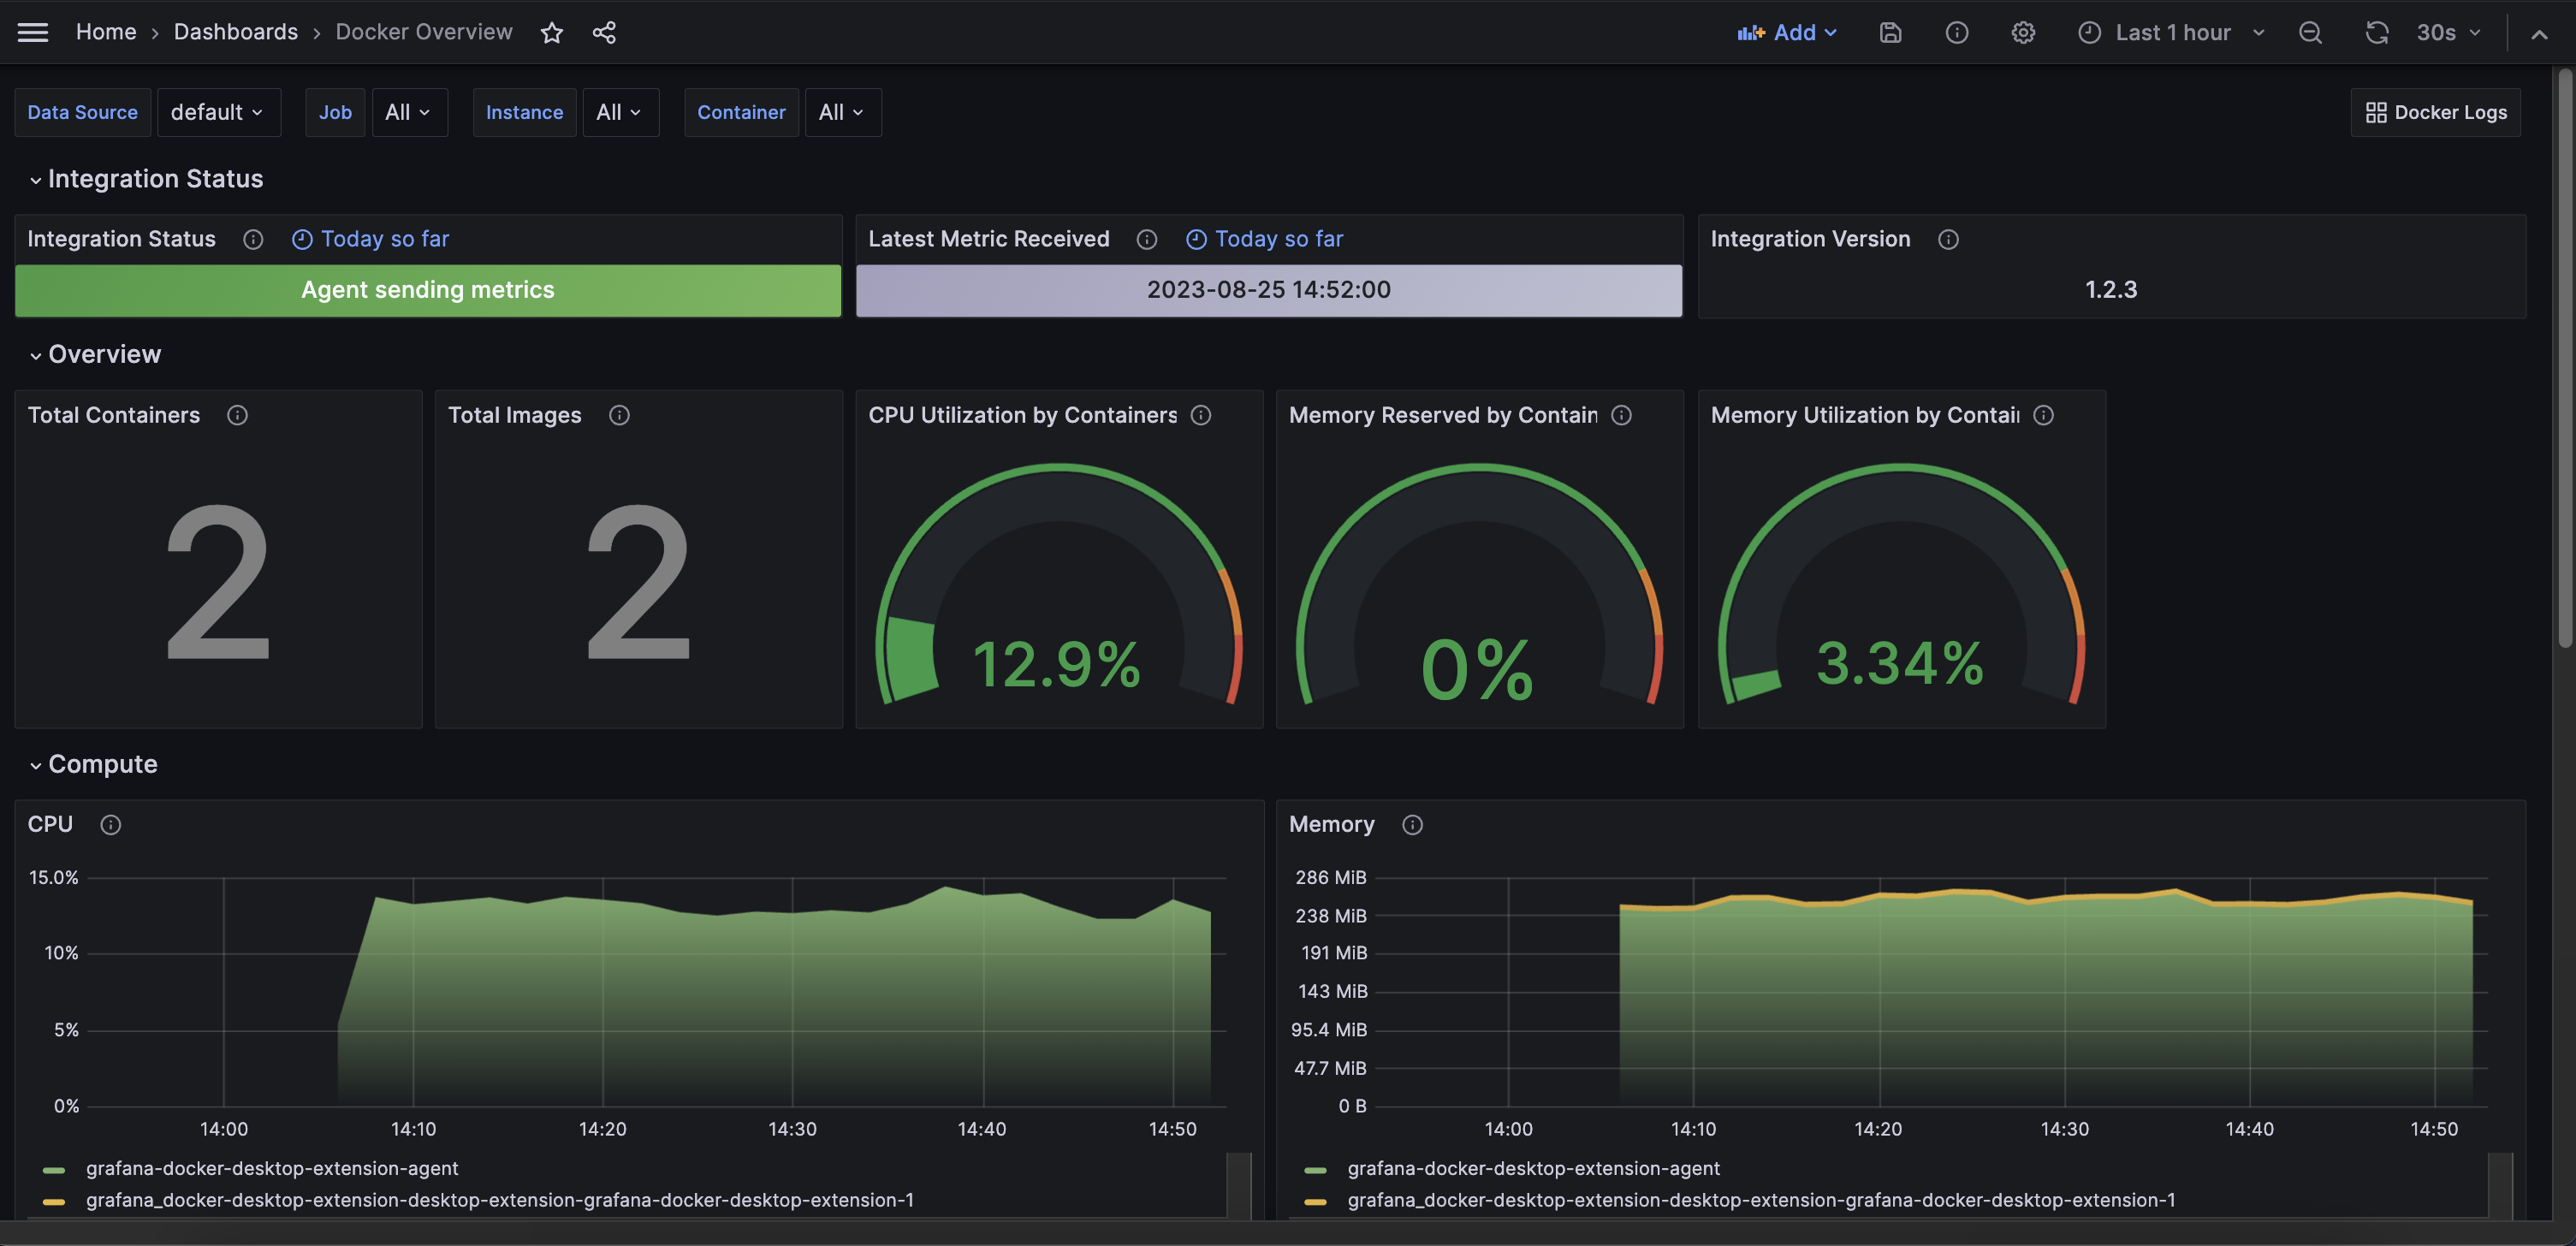 Home › Dashboards › Docker Overview
Add
Last 1 hour
30s
Data Source default Job All Instance All Container All Docker Logs
Integration Status
Integration Status Today so far
Agent sending metrics
Latest Metric Received Today so far
2023-08-25 14:52:00
Integration Version
1.2.3
Overview
Total Containers
2
Total Images
2
CPU Utilization by Containers
12.9%
Memory Reserved by Contain
0%
Memory Utilization by Contai
3.34%
Compute
CPU
15.0%
10%
5%
0%
14:00 14:10 14:20 14:30 14:40 14:50
grafana-docker-desktop-extension-agent
grafana_docker-desktop-extension-desktop-extension-grafana-docker-desktop-extension-1
Memory
286 MiB
238 MiB
191 MiB
143 MiB
95.4 MiB
47.7 MiB
0 B
14:00 14:10 14:20 14:30 14:40 14:50
grafana-docker-desktop-extension-agent
grafana_docker-desktop-extension-desktop-extension-grafana-docker-desktop-extension-1